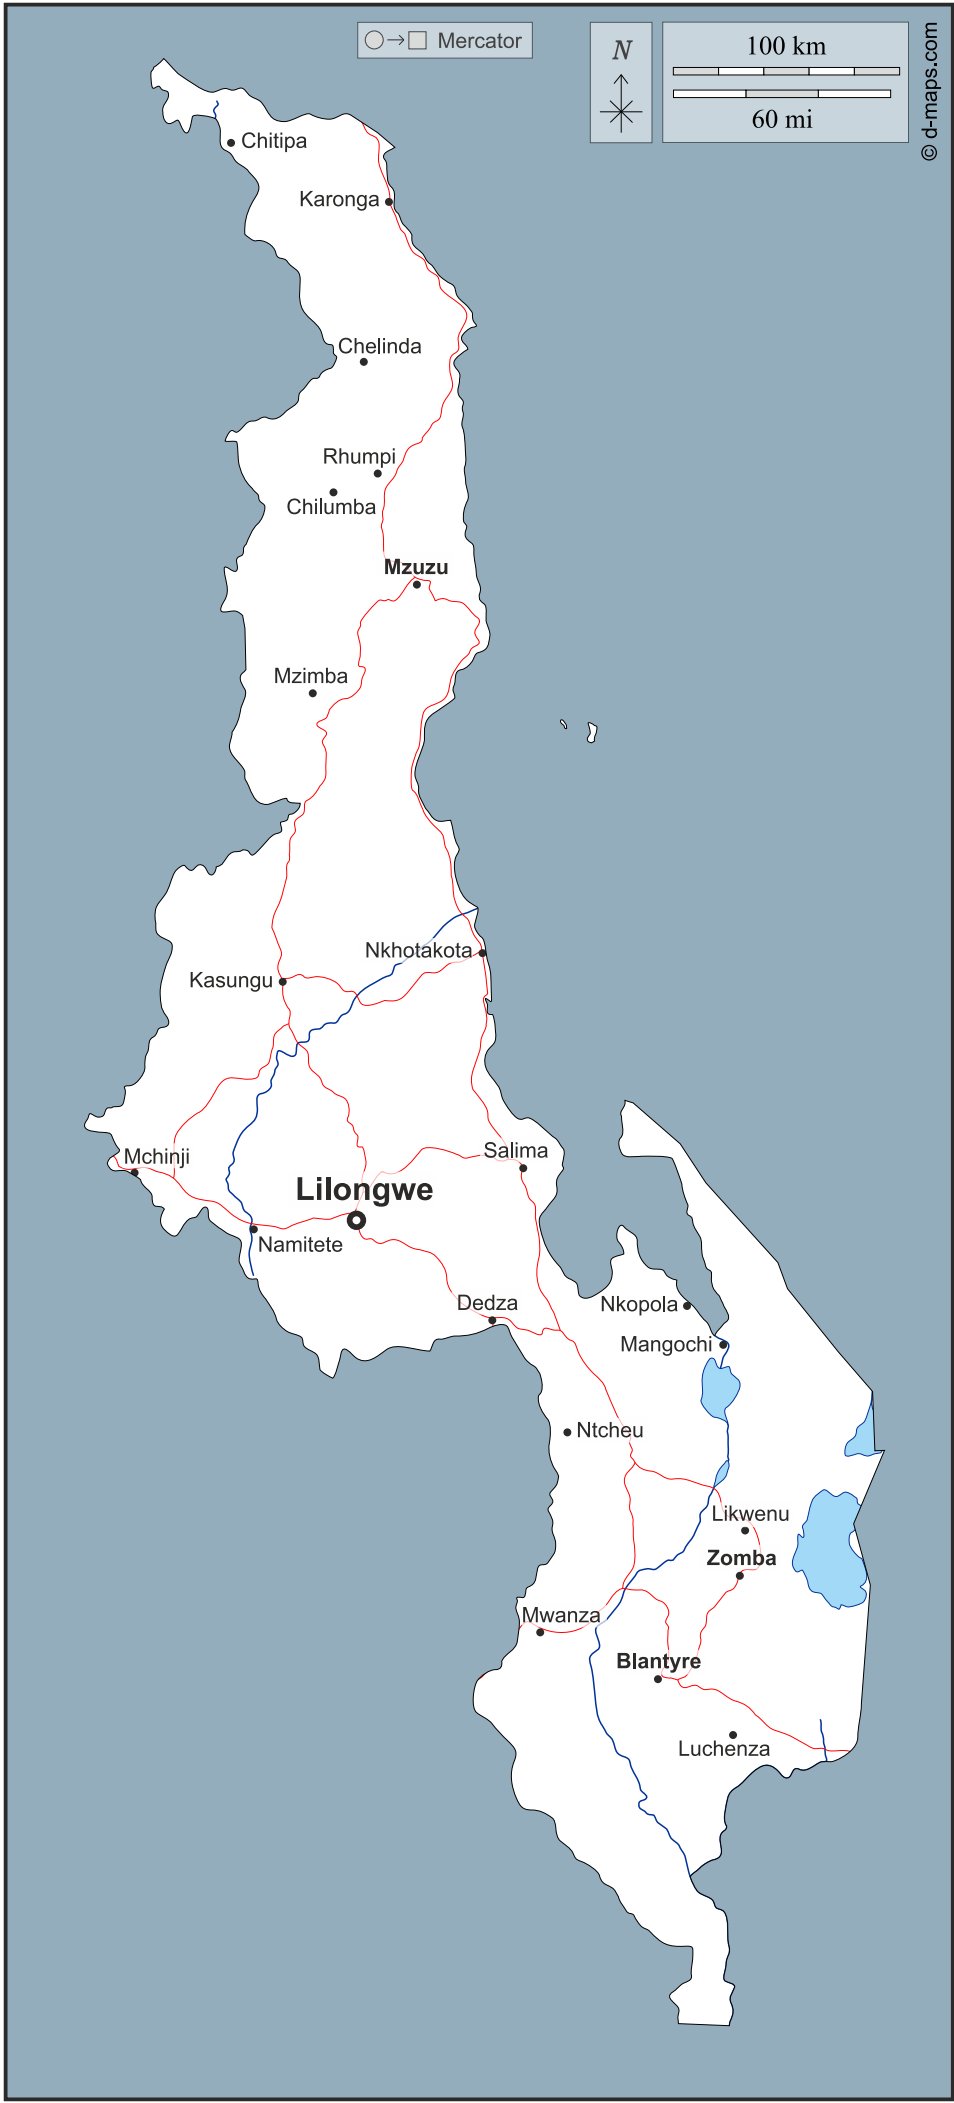 Mercator
N
100 km
60 mi
© d-maps.com
Chitipa
Karonga
Chelinda
Rhumpi
Chilumba
Mzuzu
Mzimba
Nkhotakota
Kasungu
Mchinji
Salima
Lilongwe
Namitete
Dedza
Nkopola
Mangochi
Ntcheu
Likwenu
Zomba
Mwanza
Blantyre
Luchenza